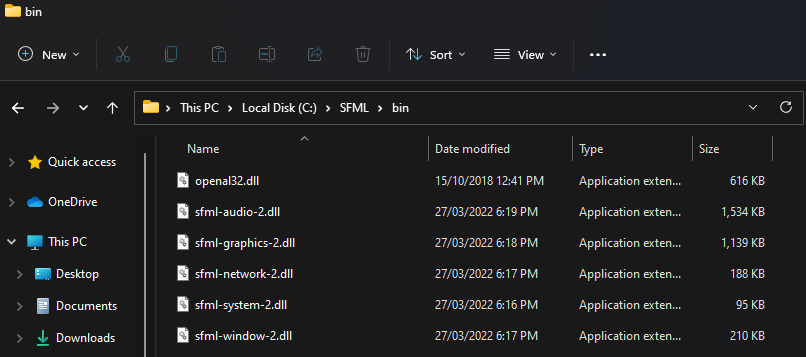 bin
New Sort View
This PC Local Disk (C:) SFML bin
Name Date modified Type Size
Quick access
OneDrive
This PC
Desktop
Documents
Downloads
openal32.dll 15/10/2018 12:41 PM Application exten... 616 KB
sfml-audio-2.dll 27/03/2022 6:19 PM Application exten... 1,534 KB
sfml-graphics-2.dll 27/03/2022 6:18 PM Application exten... 1,139 KB
sfml-network-2.dll 27/03/2022 6:17 PM Application exten... 188 KB
sfml-system-2.dll 27/03/2022 6:16 PM Application exten... 95 KB
sfml-window-2.dll 27/03/2022 6:17 PM Application exten... 210 KB